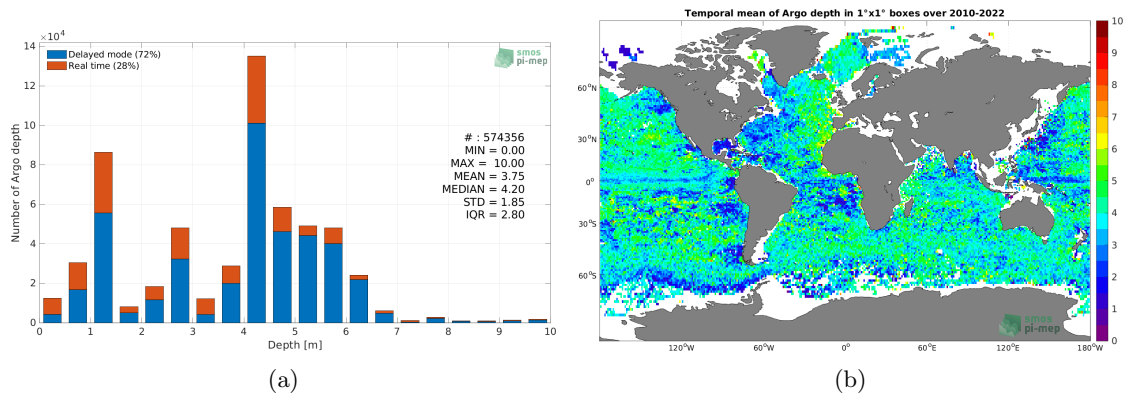 ×10⁴
Delayed mode (72%)
Real time (28%)
smos
pi-mep
14
12
10
8
6
4
2
0
Number of Argo depth
# : 574356
MIN = 0.00
MAX = 10.00
MEAN = 3.75
MEDIAN = 4.20
STD = 1.85
IQR = 2.80
0 1 2 3 4 5 6 7 8 9 10
Depth [m]
(a)
Temporal mean of Argo depth in 1°x1° boxes over 2010-2022
60°N
30°N
0°
30°S
60°S
120°W 60°W 0° 60°E 120°E 180°W
smos
pi-mep
10
9
8
7
6
5
4
3
2
1
0
(b)